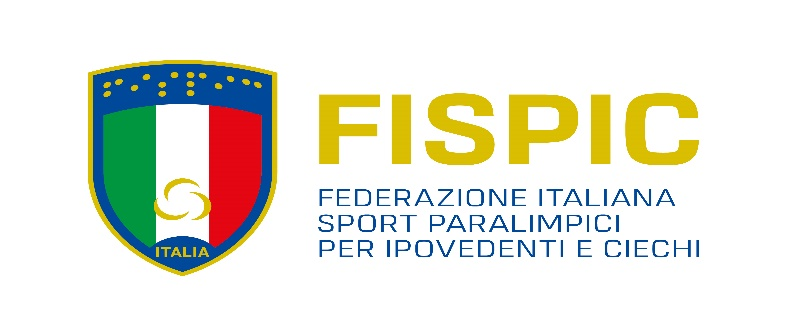 FISPIC
FEDERAZIONE ITALIANA
SPORT PARALIMPICI
PER IPOVEDENTI E CIECHI
ITALIA